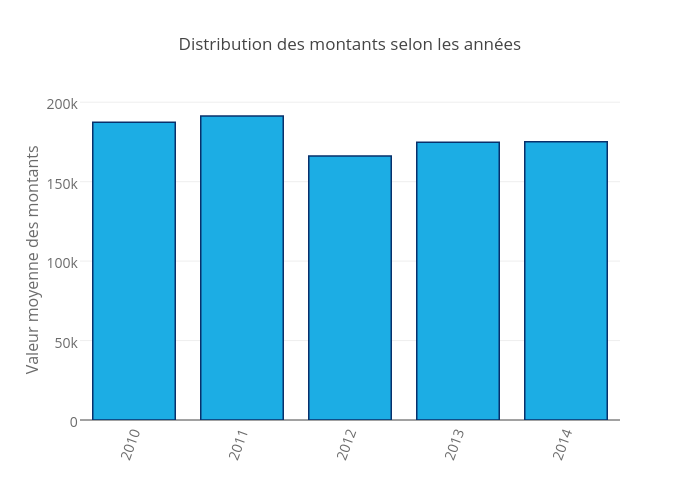 Distribution des montants selon les années
Valeur moyenne des montants
200k
150k
100k
50k
0
2010
2011
2012
2013
2014